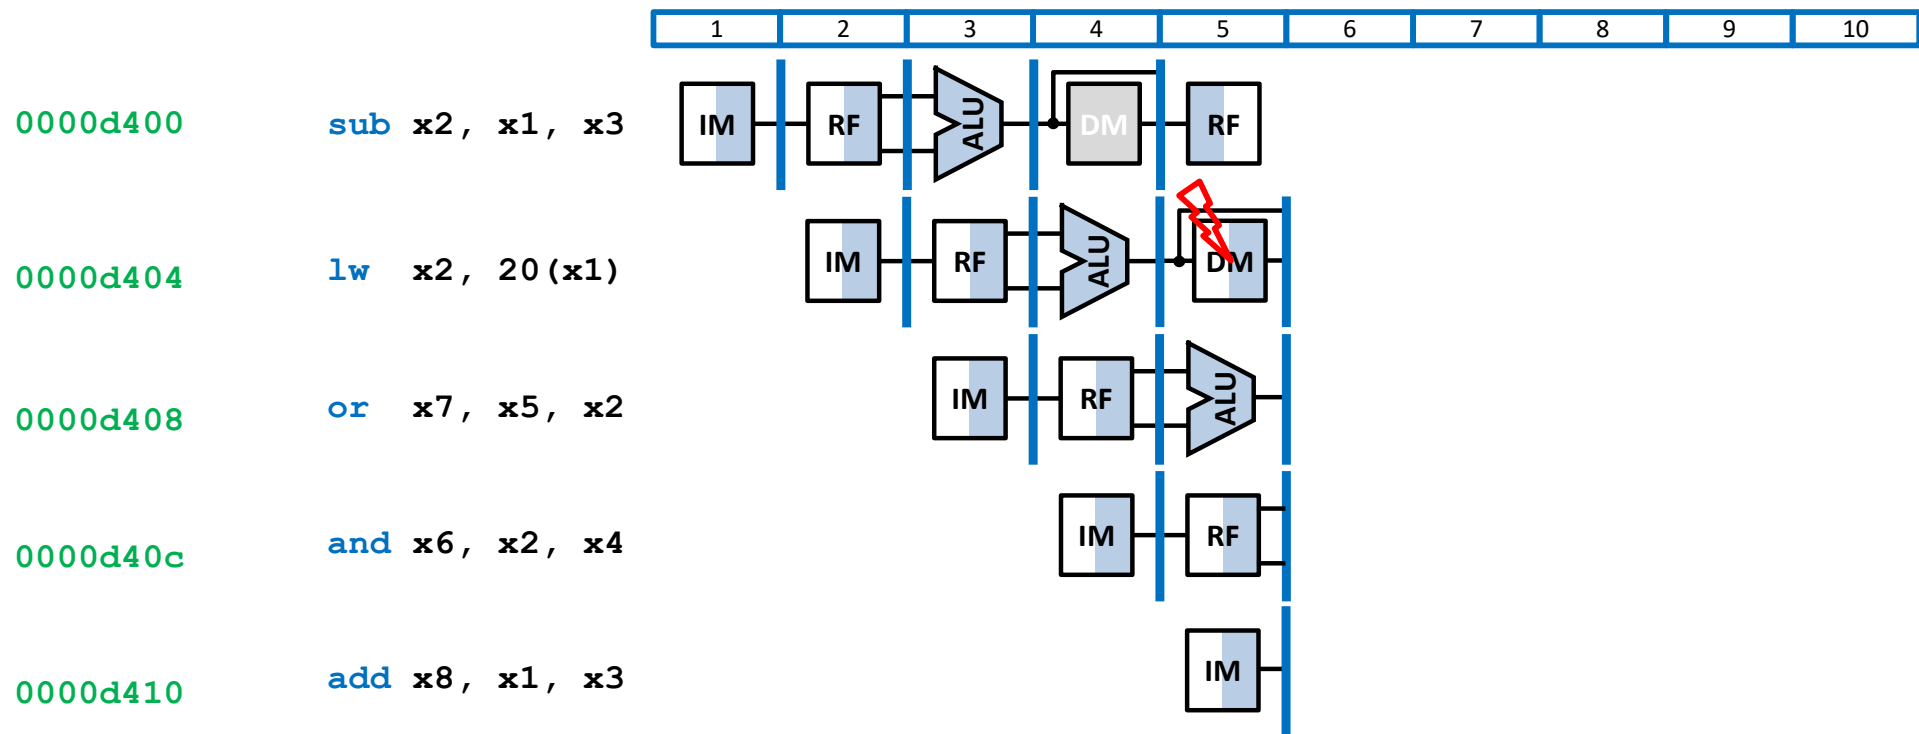 1 2 3 4 5 6 7 8 9 10
0000d400 sub x2, x1, x3 IM RF ALU DM RF
0000d404 lw x2, 20(x1) IM RF ALU DM
0000d408 or x7, x5, x2 IM RF ALU
0000d40c and x6, x2, x4 IM RF
0000d410 add x8, x1, x3 IM